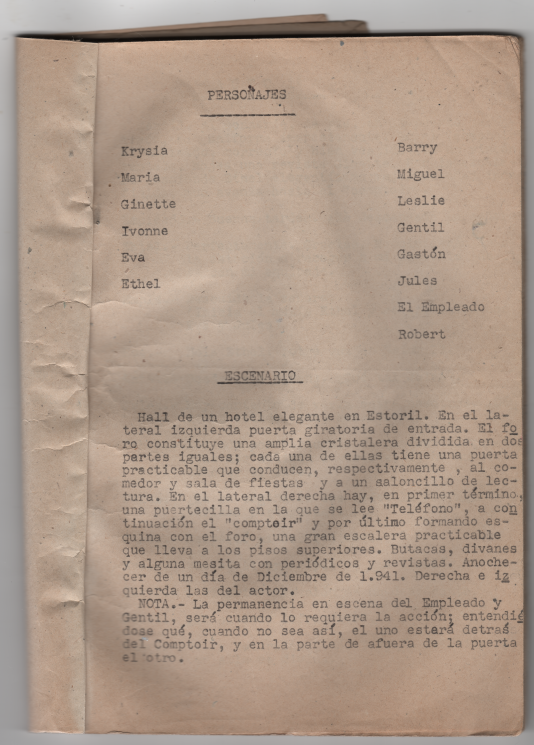 PERSONAJES
Krysia
Maria
Ginette
Ivonne
Eva
Ethel
Barry
Miguel
Leslie
Gentil
Gastón
Jules
El Empleado
Robert
ESCENARIO
Hall de un hotel elegante en Estoril. En el la-
teral izquierda puerta giratoria de entrada. El fo
ro constituye una amplia cristalera dividida en dos
partes iguales; cada una de ellas tiene una puerta
practicable que conducen, respectivamente , al co-
medor y sala de fiestas y a un saloncillo de lec-
tura. En el lateral derecha hay, en primer término,
una puertecilla en la que se lee "Teléfono", a con
tinuación el "comptoir" y por último formando es-
quina con el foro, una gran escalera practicable
que lleva a los pisos superiores. Butacas, divanes
y alguna mesita con periódicos y revistas. Anoche-
cer de un día de Diciembre de 1.941. Derecha e iz
quierda las del actor.
NOTA.- La permanencia en escena del Empleado y
Gentil, será cuando lo requiera la acción; entendié
dose qué, cuando no sea así, el uno estará detrás
del Comptoir, y en la parte de afuera de la puerta
el otro.